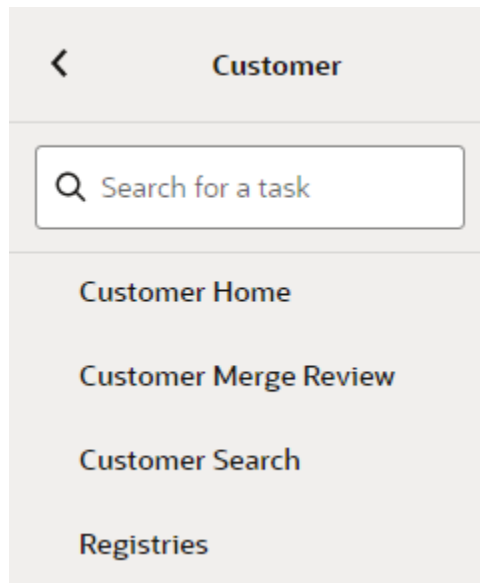 Customer
Search for a task
Customer Home
Customer Merge Review
Customer Search
Registries